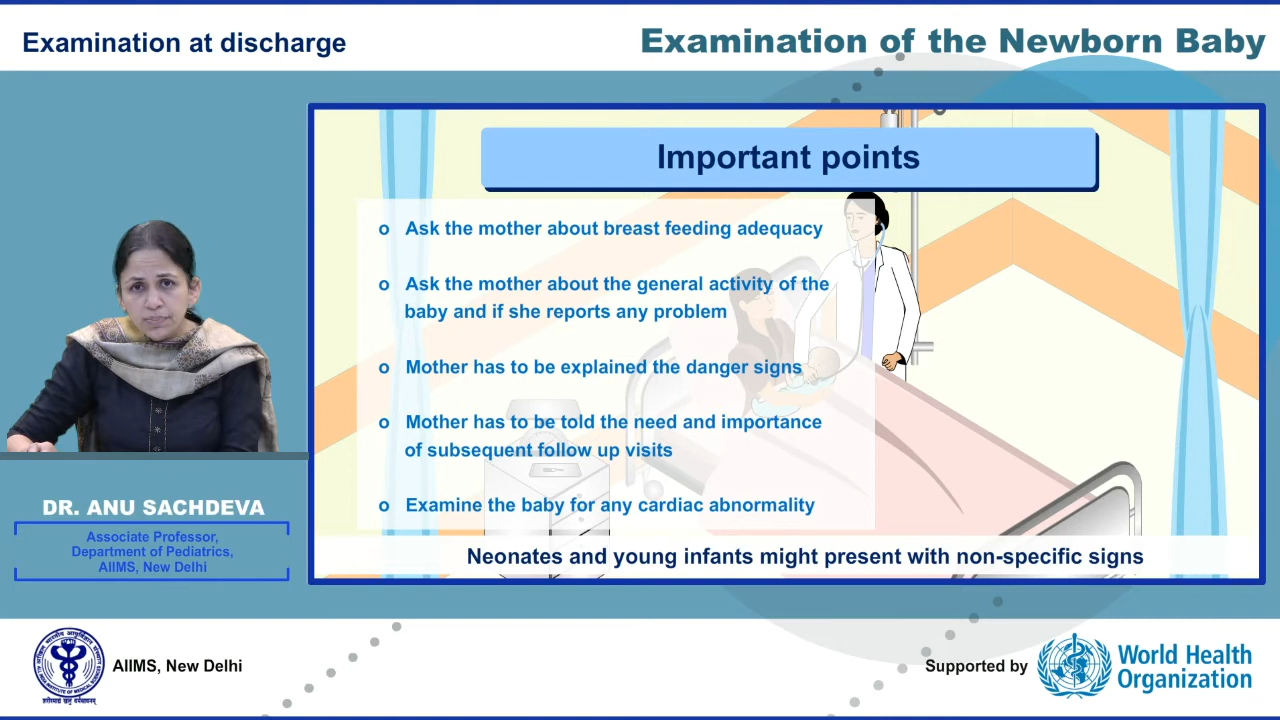 Examination at discharge
Examination of the Newborn Baby
Important points
o Ask the mother about breast feeding adequacy
o Ask the mother about the general activity of the
baby and if she reports any problem
o Mother has to be explained the danger signs
o Mother has to be told the need and importance
of subsequent follow up visits
o Examine the baby for any cardiac abnormality
Neonates and young infants might present with non-specific signs
DR. ANU SACHDEVA
Associate Professor,
Department of Pediatrics,
AIIMS, New Delhi
AIIMS, New Delhi
Supported by
World Health
Organization